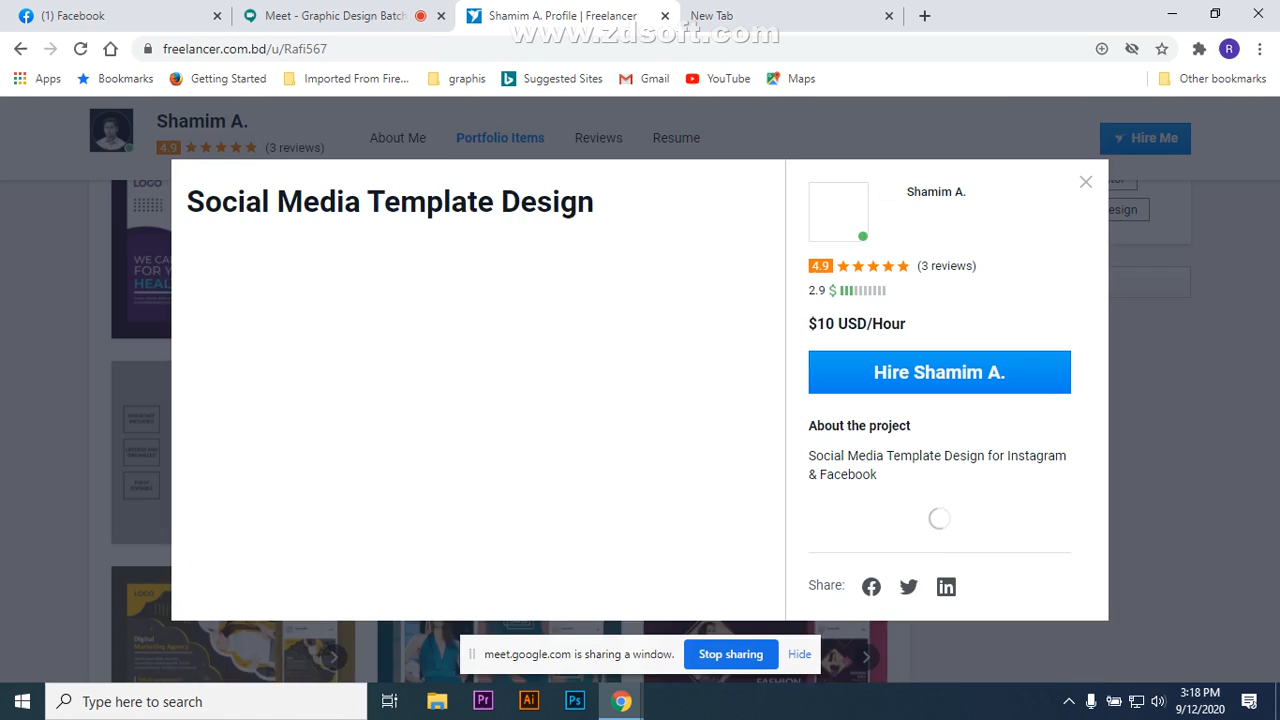 (1) Facebook
Meet - Graphic Design Batch
Shamim A. Profile | Freelancer
New Tab
www.zdsoft.com
freelancer.com.bd/u/Rafi567
R
Apps
Bookmarks
Getting Started
Imported From Fire...
graphis
Suggested Sites
Gmail
YouTube
Maps
Other bookmarks
Shamim A.
4.9 (3 reviews)
About Me
Portfolio Items
Reviews
Resume
Hire Me
LOGO
WE CA
FOR Y
HEAL
esign
Social Media Template Design
Shamim A.
4.9 (3 reviews)
2.9 $
$10 USD/Hour
Hire Shamim A.
About the project
Social Media Template Design for Instagram
& Facebook
Share:
LOGO
Digital
Marketing Agency
FASHION
meet.google.com is sharing a window.
Stop sharing
Hide
Type here to search
Pr
Ai
Ps
3:18 PM
9/12/2020